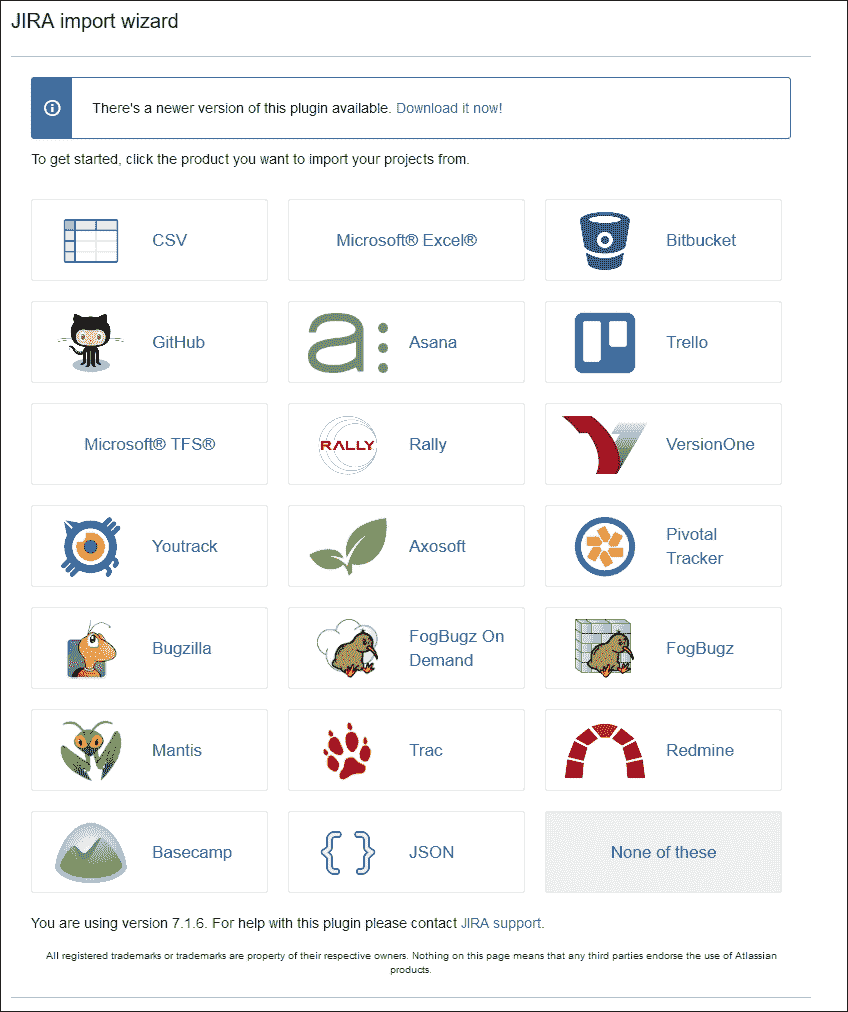 JIRA import wizard
There's a newer version of this plugin available. Download it now!
To get started, click the product you want to import your projects from.
CSV
Microsoft® Excel®
Bitbucket
GitHub
a:
Asana
Trello
Microsoft® TFS®
RALLY
Rally
VersionOne
Youtrack
Axosoft
Pivotal
Tracker
Bugzilla
FogBugz On
Demand
FogBugz
Mantis
Trac
Redmine
Basecamp
{ }
JSON
None of these
You are using version 7.1.6. For help with this plugin please contact JIRA support.
All registered trademarks or trademarks are property of their respective owners. Nothing on this page means that any third parties endorse the use of Atlassian
products.